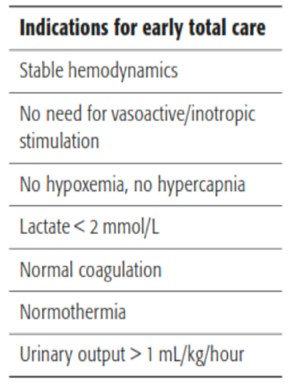 Indications for early total care
Stable hemodynamics
No need for vasoactive/inotropic
stimulation
No hypoxemia, no hypercapnia
Lactate < 2 mmol/L
Normal coagulation
Normothermia
Urinary output > 1 mL/kg/hour